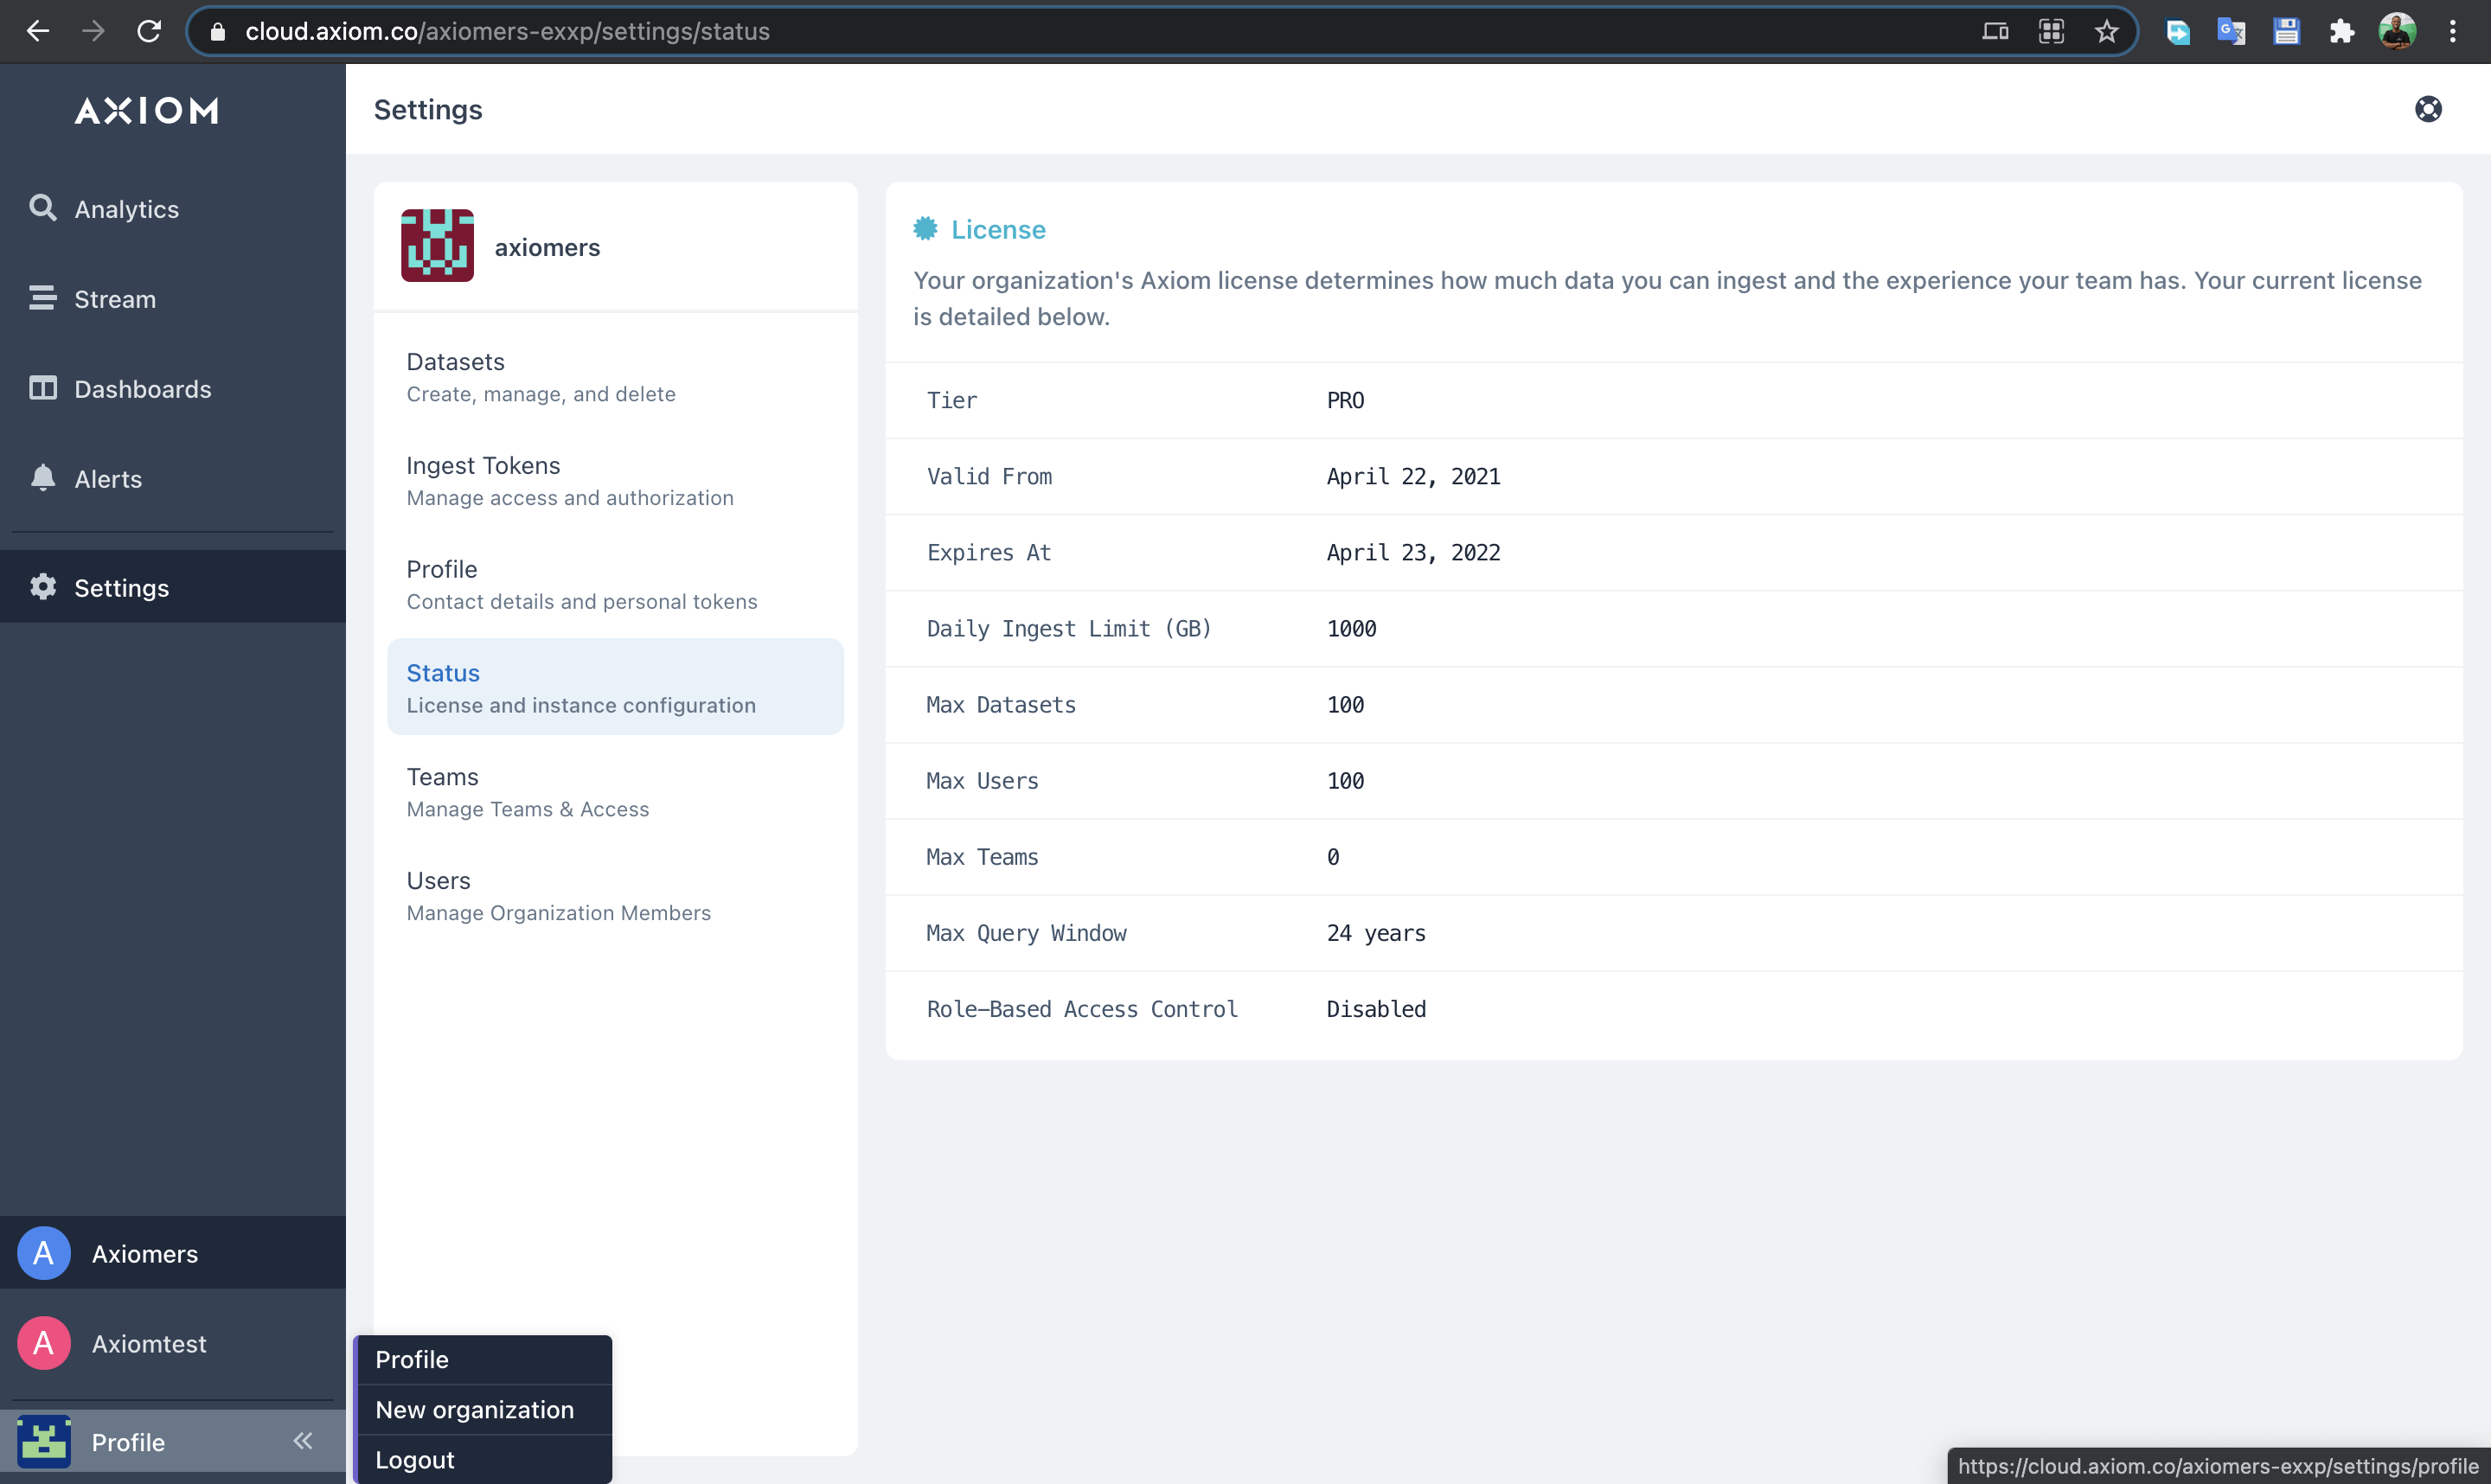 cloud.axiom.co/axiomers-exxp/settings/status
AXIOM
Analytics
Stream
Dashboards
Alerts
Settings
Axiomers
Axiomtest
Profile
Profile
New organization
Logout
Settings
axiomers
Datasets
Create, manage, and delete
Ingest Tokens
Manage access and authorization
Profile
Contact details and personal tokens
Status
License and instance configuration
Teams
Manage Teams & Access
Users
Manage Organization Members
License
Your organization's Axiom license determines how much data you can ingest and the experience your team has. Your current license
is detailed below.
Tier PRO
Valid From April 22, 2021
Expires At April 23, 2022
Daily Ingest Limit (GB) 1000
Max Datasets 100
Max Users 100
Max Teams 0
Max Query Window 24 years
Role-Based Access Control Disabled
A
A
https://cloud.axiom.co/axiomers-exxp/settings/profile